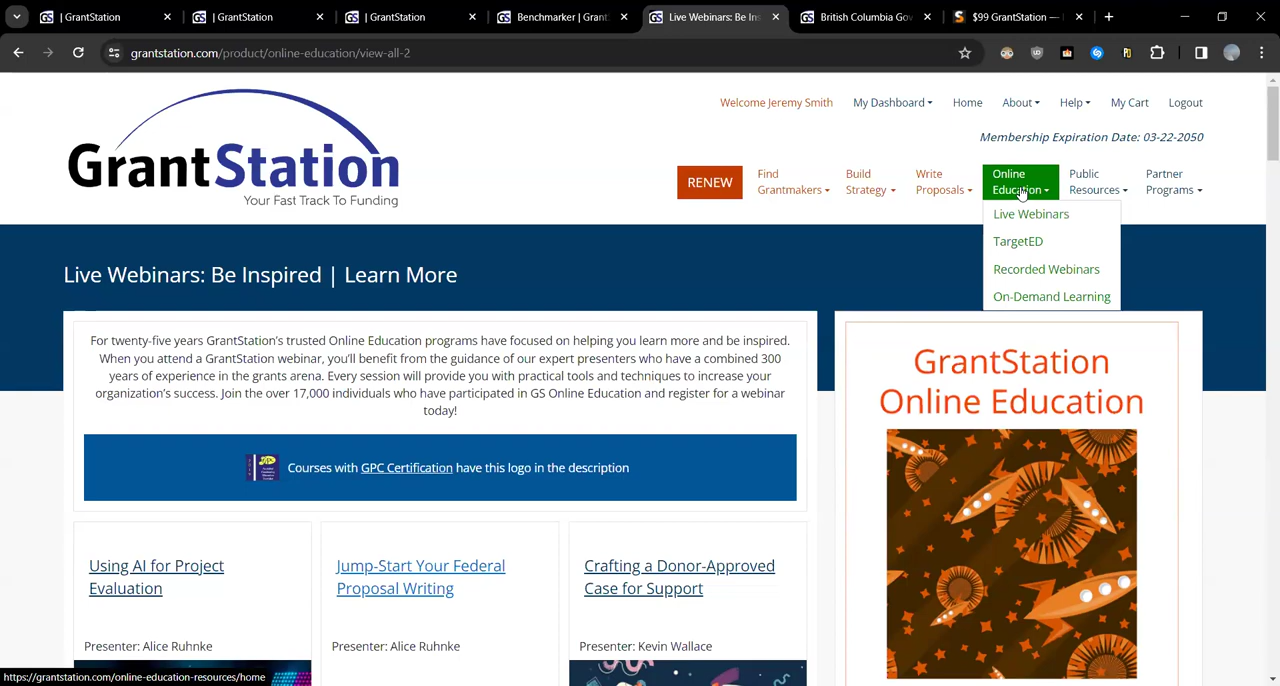 | GrantStation
| GrantStation
| GrantStation
Benchmarker | Grant
Live Webinars: Be Ins
British Columbia Gov
$99 GrantStation —
grantstation.com/product/online-education/view-all-2
Welcome Jeremy Smith
My Dashboard
Home
About
Help
My Cart
Logout
Membership Expiration Date: 03-22-2050
GrantStation
Your Fast Track To Funding
RENEW
Find Grantmakers
Build Strategy
Write Proposals
Online Education
Public Resources
Partner Programs
Live Webinars
TargetED
Recorded Webinars
On-Demand Learning
Live Webinars: Be Inspired | Learn More
For twenty-five years GrantStation's trusted Online Education programs have focused on helping you learn more and be inspired.
When you attend a GrantStation webinar, you'll benefit from the guidance of our expert presenters who have a combined 300
years of experience in the grants arena. Every session will provide you with practical tools and techniques to increase your
organization's success. Join the over 17,000 individuals who have participated in GS Online Education and register for a webinar
today!
Courses with GPC Certification have this logo in the description
GrantStation
Online Education
Using AI for Project
Evaluation
Presenter: Alice Ruhnke
Jump-Start Your Federal
Proposal Writing
Presenter: Alice Ruhnke
Crafting a Donor-Approved
Case for Support
Presenter: Kevin Wallace
https://grantstation.com/online-education-resources/home